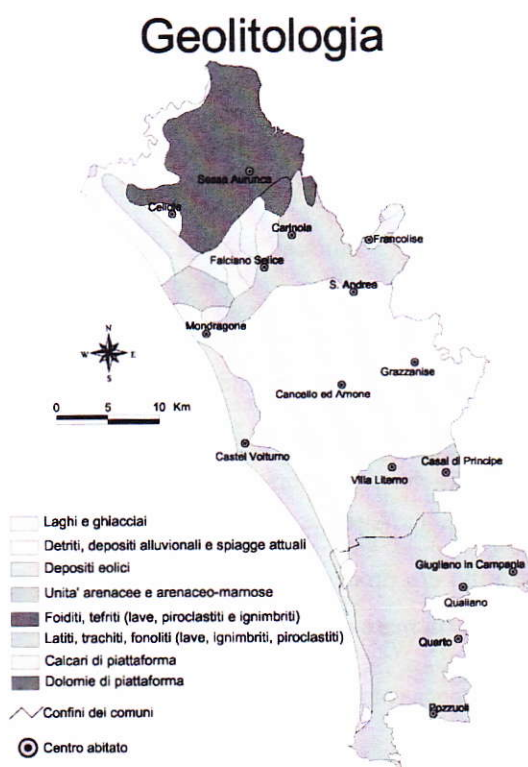 Geolitologia
Sessa Aurunca
Cellole
Carinola
Francolise
Falciano Selice
S. Andrea
Mondragone
N
W E
S
Grazzanise
Cancello ed Arnone
0 5 10 Km
Castel Volturno
Casal di Principe
Villa Literno
Laghi e ghiacciai
Detriti, depositi alluvionali e spiagge attuali
Depositi eolici
Giugliano in Campania
Unita' arenacee e arenaceo-marnose
Qualiano
Foiditi, tefriti (lave, piroclastiti e ignimbriti)
Latiti, trachiti, fonoliti (lave, ignimbriti, piroclastiti)
Quarto
Calcari di piattaforma
Dolomie di piattaforma
Confini dei comuni
Pozzuoli
Centro abitato